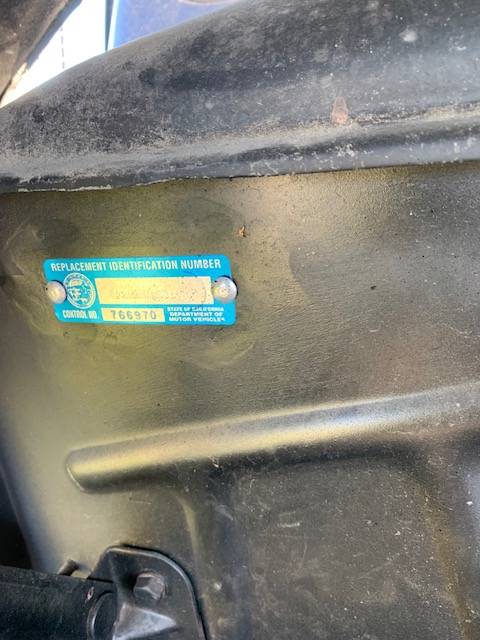 REPLACEMENT IDENTIFICATION NUMBER
CONTROL NO 766970
STATE OF CALIFORNIA
DEPARTMENT OF
MOTOR VEHICLES